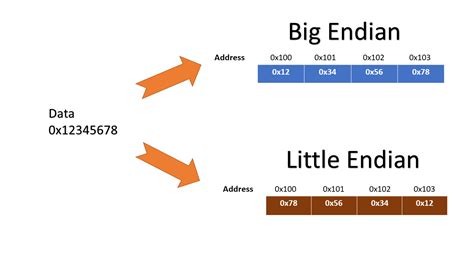 Big Endian
Address 0x100 0x101 0x102 0x103
0x12 0x34 0x56 0x78
Data
0x12345678
Little Endian
Address 0x100 0x101 0x102 0x103
0x78 0x56 0x34 0x12